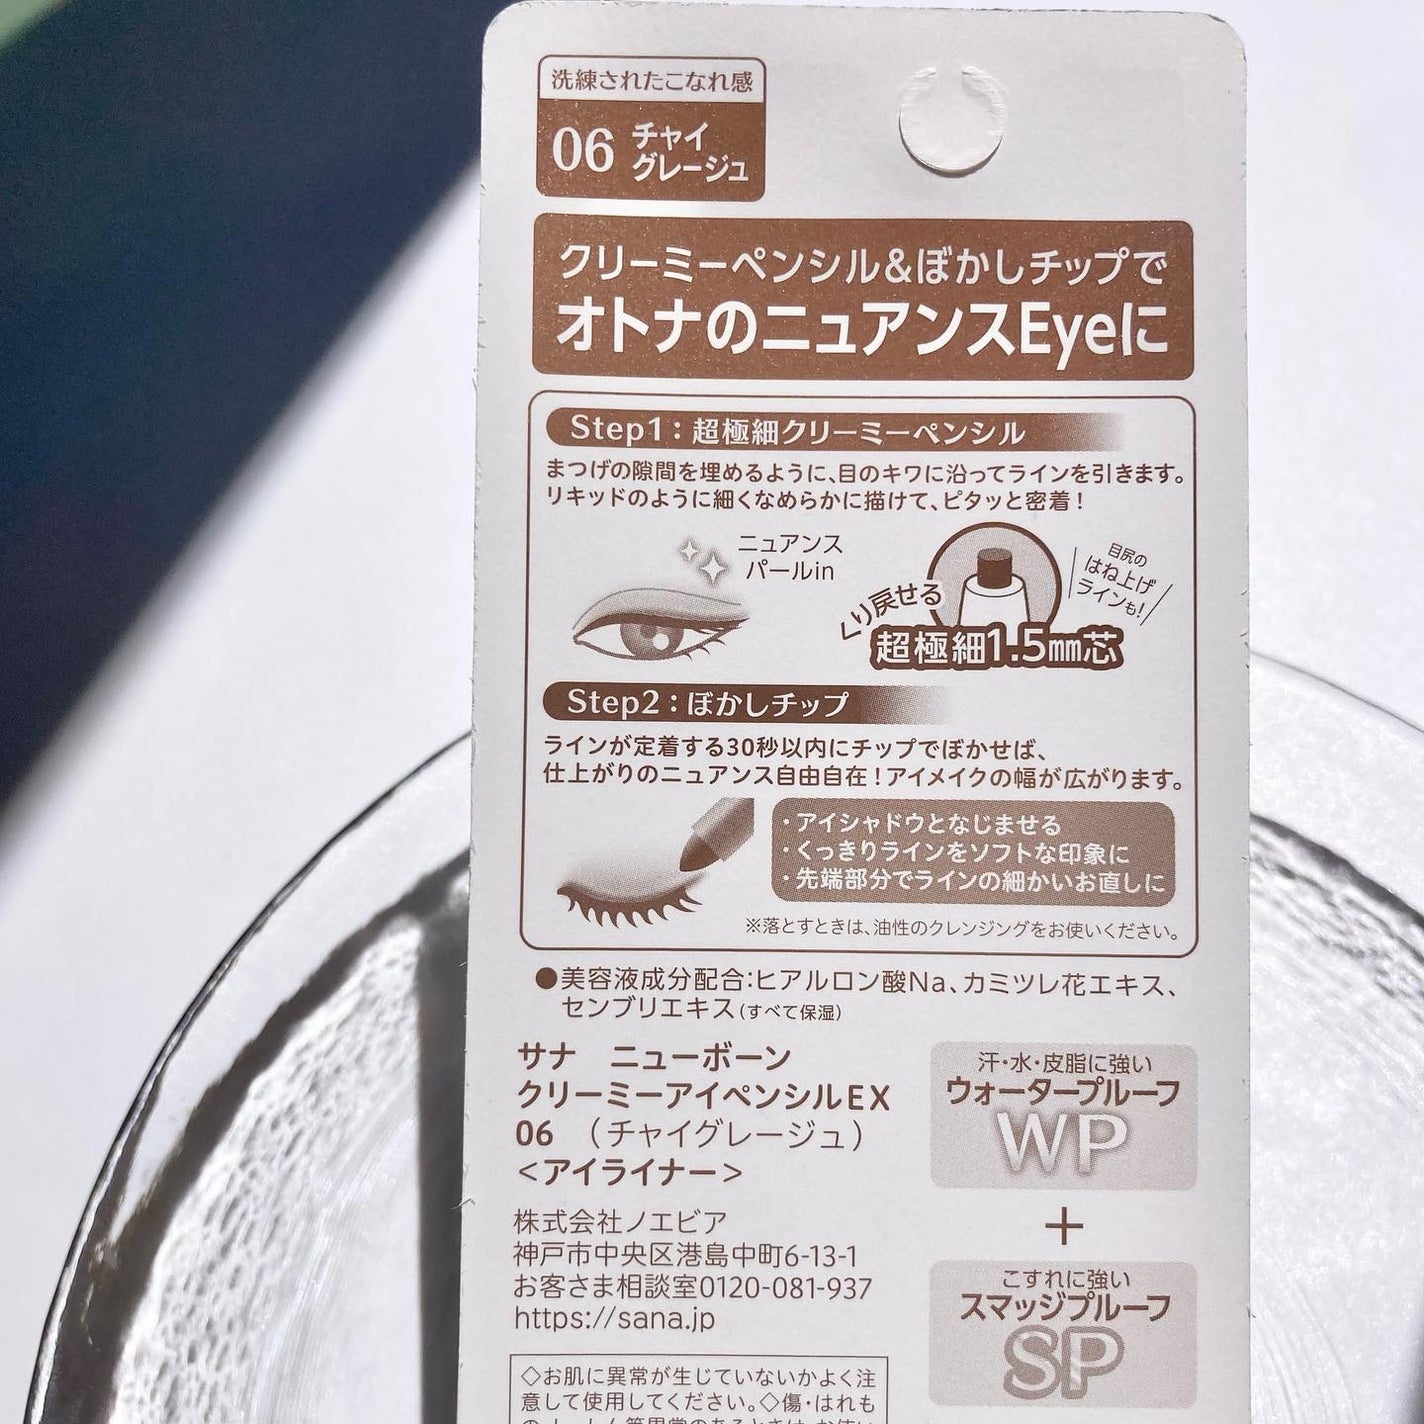 洗練されたこなれ感
06 チャイ
グレージュ
クリーミーペンシル&ぼかしチップで
オトナのニュアンスEyeに
Step1:超極細クリーミーペンシル
まつげの隙間を埋めるように、目のキワに沿ってラインを引きます。
リキッドのように細くなめらかに描けて、ピタッと密着!
ニュアンス
パールin
くり戻せる
超極細1.5㎜芯
目尻の
はね上げ
ラインも!
Step2:ぼかしチップ
ラインが定着する30秒以内にチップでぼかせば、
仕上がりのニュアンス自由自在!アイメイクの幅が広がります。
・アイシャドウとなじませる
・くっきりラインをソフトな印象に
・先端部分でラインの細かいお直しに
※落とすときは、油性のクレンジングをお使いください。
●美容液成分配合:ヒアルロン酸Na、カミツレ花エキス、
センブリエキス(すべて保湿)
サナ ニューボーン
クリーミーアイペンシルEX
06 (チャイグレージュ)
<アイライナー>
株式会社ノエビア
神戸市中央区港島中町6-13-1
お客さま相談室0120-081-937
https://sana.jp
汗・水・皮脂に強い
ウォータープルーフ
WP
+
こすれに強い
スマッジプルーフ
SP
◇お肌に異常が生じていないかよく注
意して使用してください。◇傷・はれも